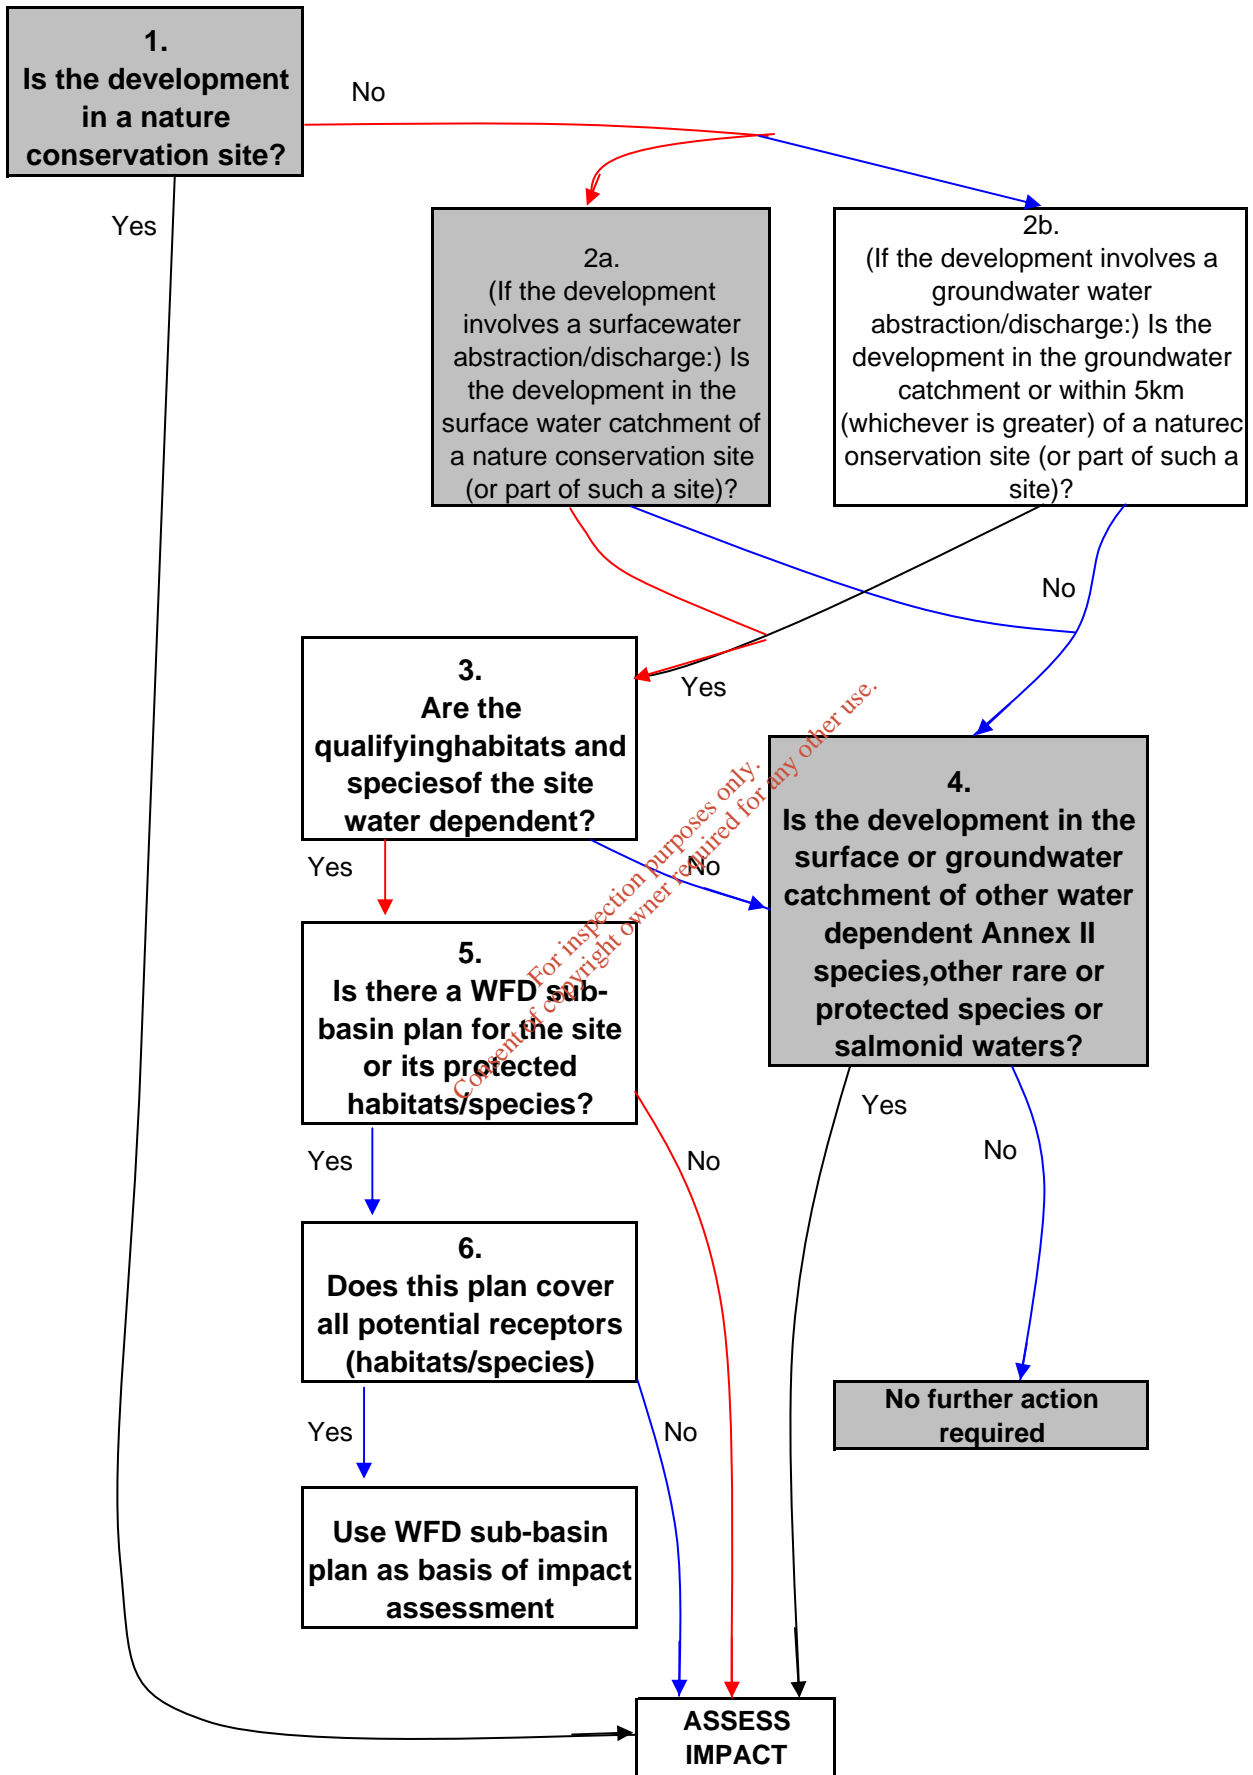 1.
Is the development
in a nature
conservation site?
No
Yes
2a.
(If the development
involves a surfacewater
abstraction/discharge:) Is
the development in the
surface water catchment of
a nature conservation site
(or part of such a site)?
2b.
(If the development involves a
groundwater water
abstraction/discharge:) Is the
development in the groundwater
catchment or within 5km
(whichever is greater) of a naturec
onservation site (or part of such a
site)?
No
Yes
3.
Are the
qualifyinghabitats and
speciesof the site
water dependent?
Yes
No
4.
Is the development in the
surface or groundwater
catchment of other water
dependent Annex II
species,other rare or
protected species or
salmonid waters?
Yes
No
5.
Is there a WFD sub-
basin plan for the site
or its protected
habitats/species?
Yes
No
6.
Does this plan cover
all potential receptors
(habitats/species)
Yes
No
No further action
required
Use WFD sub-basin
plan as basis of impact
assessment
ASSESS
IMPACT
For inspection purposes only.
Consent of copyright owner required for any other use.